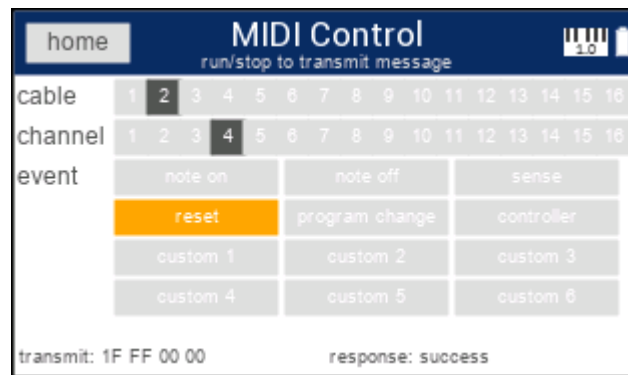 home
MIDI Control
run/stop to transmit message
1.0
cable 1 2 3 4 5 6 7 8 9 10 11 12 13 14 15 16
channel 1 2 3 4 5 6 7 8 9 10 11 12 13 14 15 16
event note on note off sense
reset program change controller
custom 1 custom 2 custom 3
custom 4 custom 5 custom 6
transmit: 1F FF 00 00 response: success